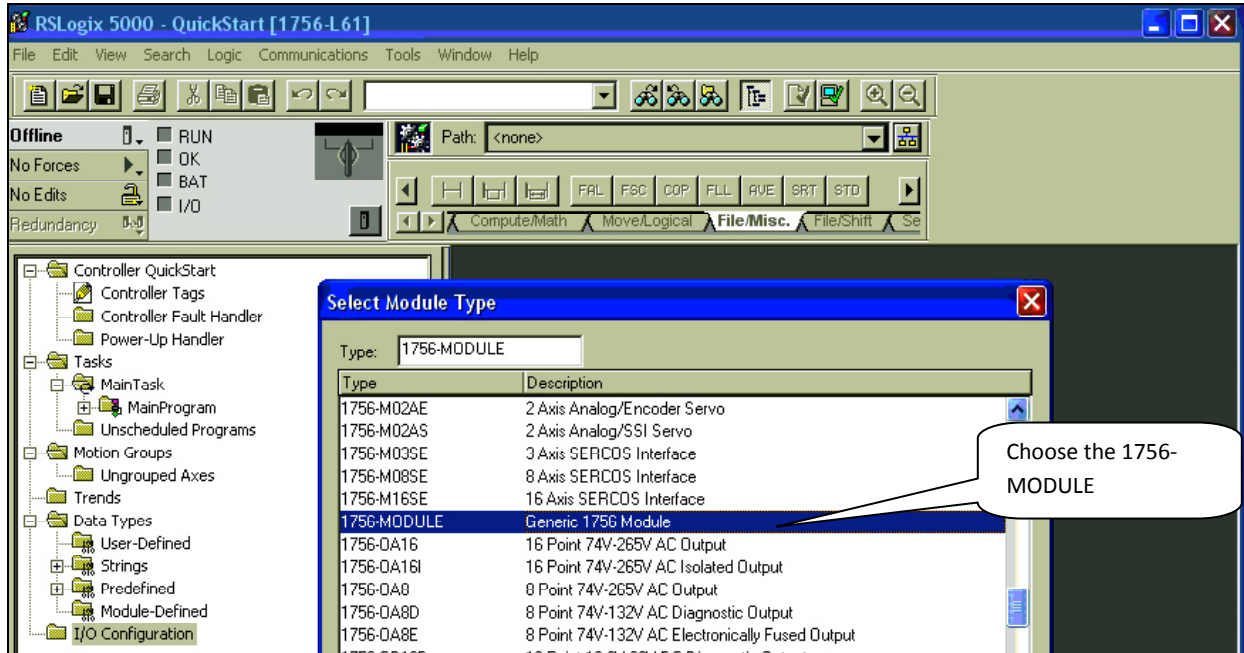 RSLogix 5000 - QuickStart [1756-L61]
File Edit View Search Logic Communications Tools Window Help
Offline
RUN
No Forces
OK
No Edits
BAT
Redundancy
I/O
Path: <none>
FAL FSC COP FLL AVE SRT STD
Compute/Math Move/Logical File/Misc. File/Shift Se
Controller QuickStart
Controller Tags
Controller Fault Handler
Power-Up Handler
Tasks
MainTask
MainProgram
Unscheduled Programs
Motion Groups
Ungrouped Axes
Trends
Data Types
User-Defined
Strings
Predefined
Module-Defined
I/O Configuration
Select Module Type
Type: 1756-MODULE
Type Description
1756-M02AE 2 Axis Analog/Encoder Servo
1756-M02AS 2 Axis Analog/SSI Servo
1756-M03SE 3 Axis SERCOS Interface
1756-M08SE 8 Axis SERCOS Interface
1756-M16SE 16 Axis SERCOS Interface
1756-MODULE Generic 1756 Module
1756-OA16 16 Point 74V-265V AC Output
1756-OA16I 16 Point 74V-265V AC Isolated Output
1756-OA8 8 Point 74V-265V AC Output
1756-OA8D 8 Point 74V-132V AC Diagnostic Output
1756-OA8E 8 Point 74V-132V AC Electronically Fused Output
Choose the 1756-
MODULE